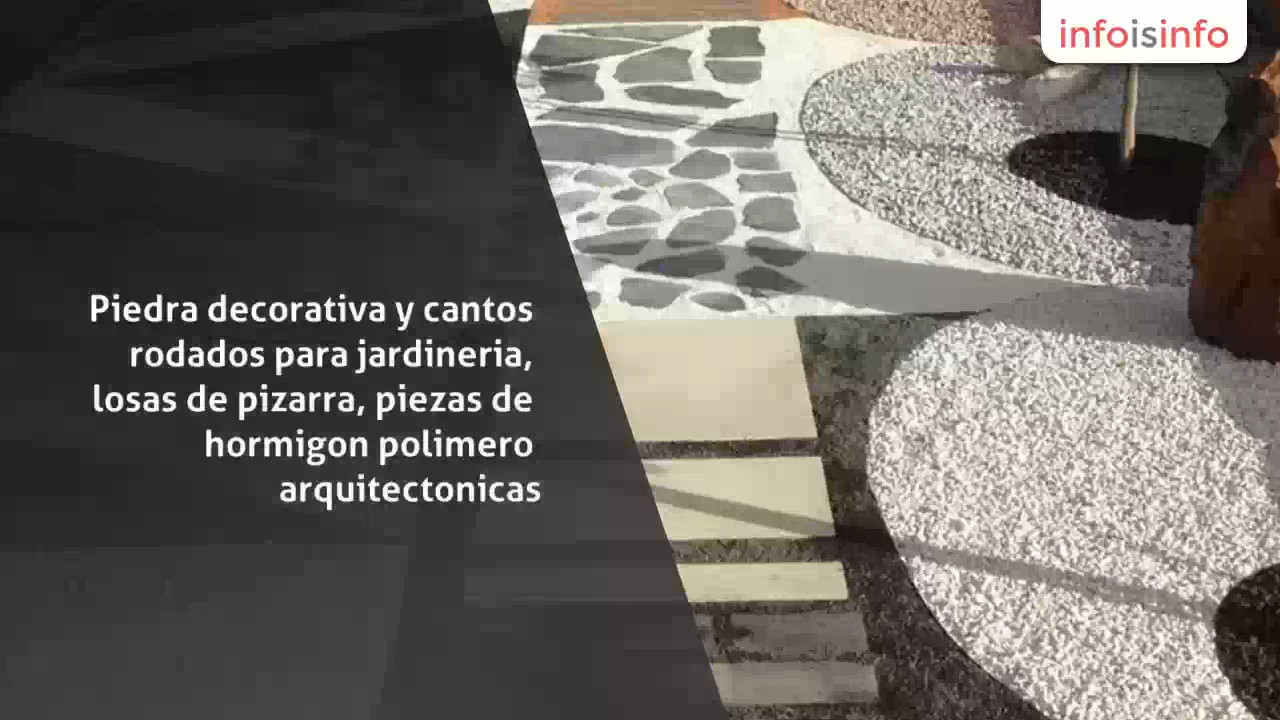 infoisinfo
Piedra decorativa y cantos
rodados para jardineria,
losas de pizarra, piezas de
hormigon polimero
arquitectonicas